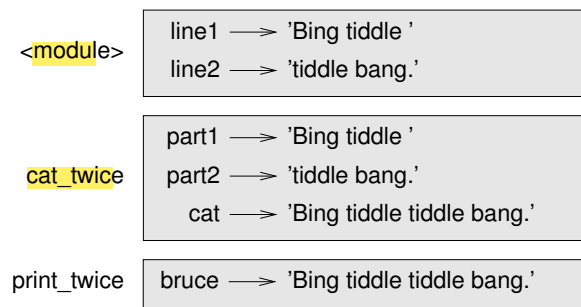 <module>
line1 → 'Bing tiddle '
line2 → 'tiddle bang.'
cat_twice
part1 → 'Bing tiddle '
part2 → 'tiddle bang.'
cat → 'Bing tiddle tiddle bang.'
print_twice
bruce → 'Bing tiddle tiddle bang.'